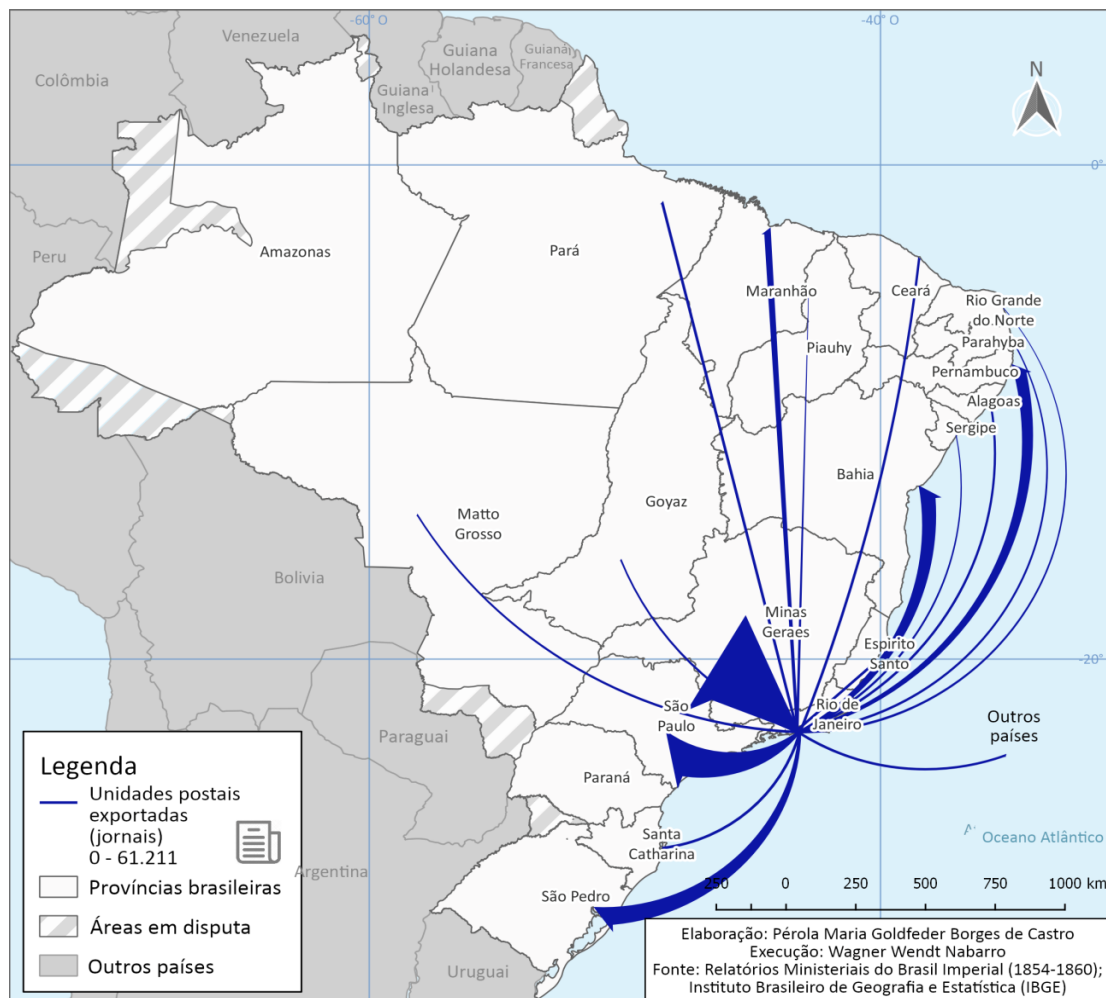 -60° O
-40° O
Venezuela
Guiana
Holandesa
Guiana
Francesa
Colômbia
Guiana
Inglesa
N
0°
Peru
Amazonas
Pará
Maranhão
Ceará
Rio Grande
do Norte
Piauhy
Parahyba
Pernambuco
Alagoas
Sergipe
Bahia
Goyaz
Matto
Grosso
Bolivia
Minas
Geraes
Espirito
Santo
-20°
São
Paulo
Rio de
Janeiro
Outros
países
Paraguai
Paraná
Legenda
Unidades postais
exportadas
(jornais)
0 - 61.211
Províncias brasileiras
Áreas em disputa
Outros países
Argentina
Santa
Catharina
Oceano Atlântico
São Pedro
Uruguai
250 0 250 500 750 1000 km
Elaboração: Pérola Maria Goldfeder Borges de Castro
Execução: Wagner Wendt Nabarro
Fonte: Relatórios Ministeriais do Brasil Imperial (1854-1860);
Instituto Brasileiro de Geografia e Estatística (IBGE)